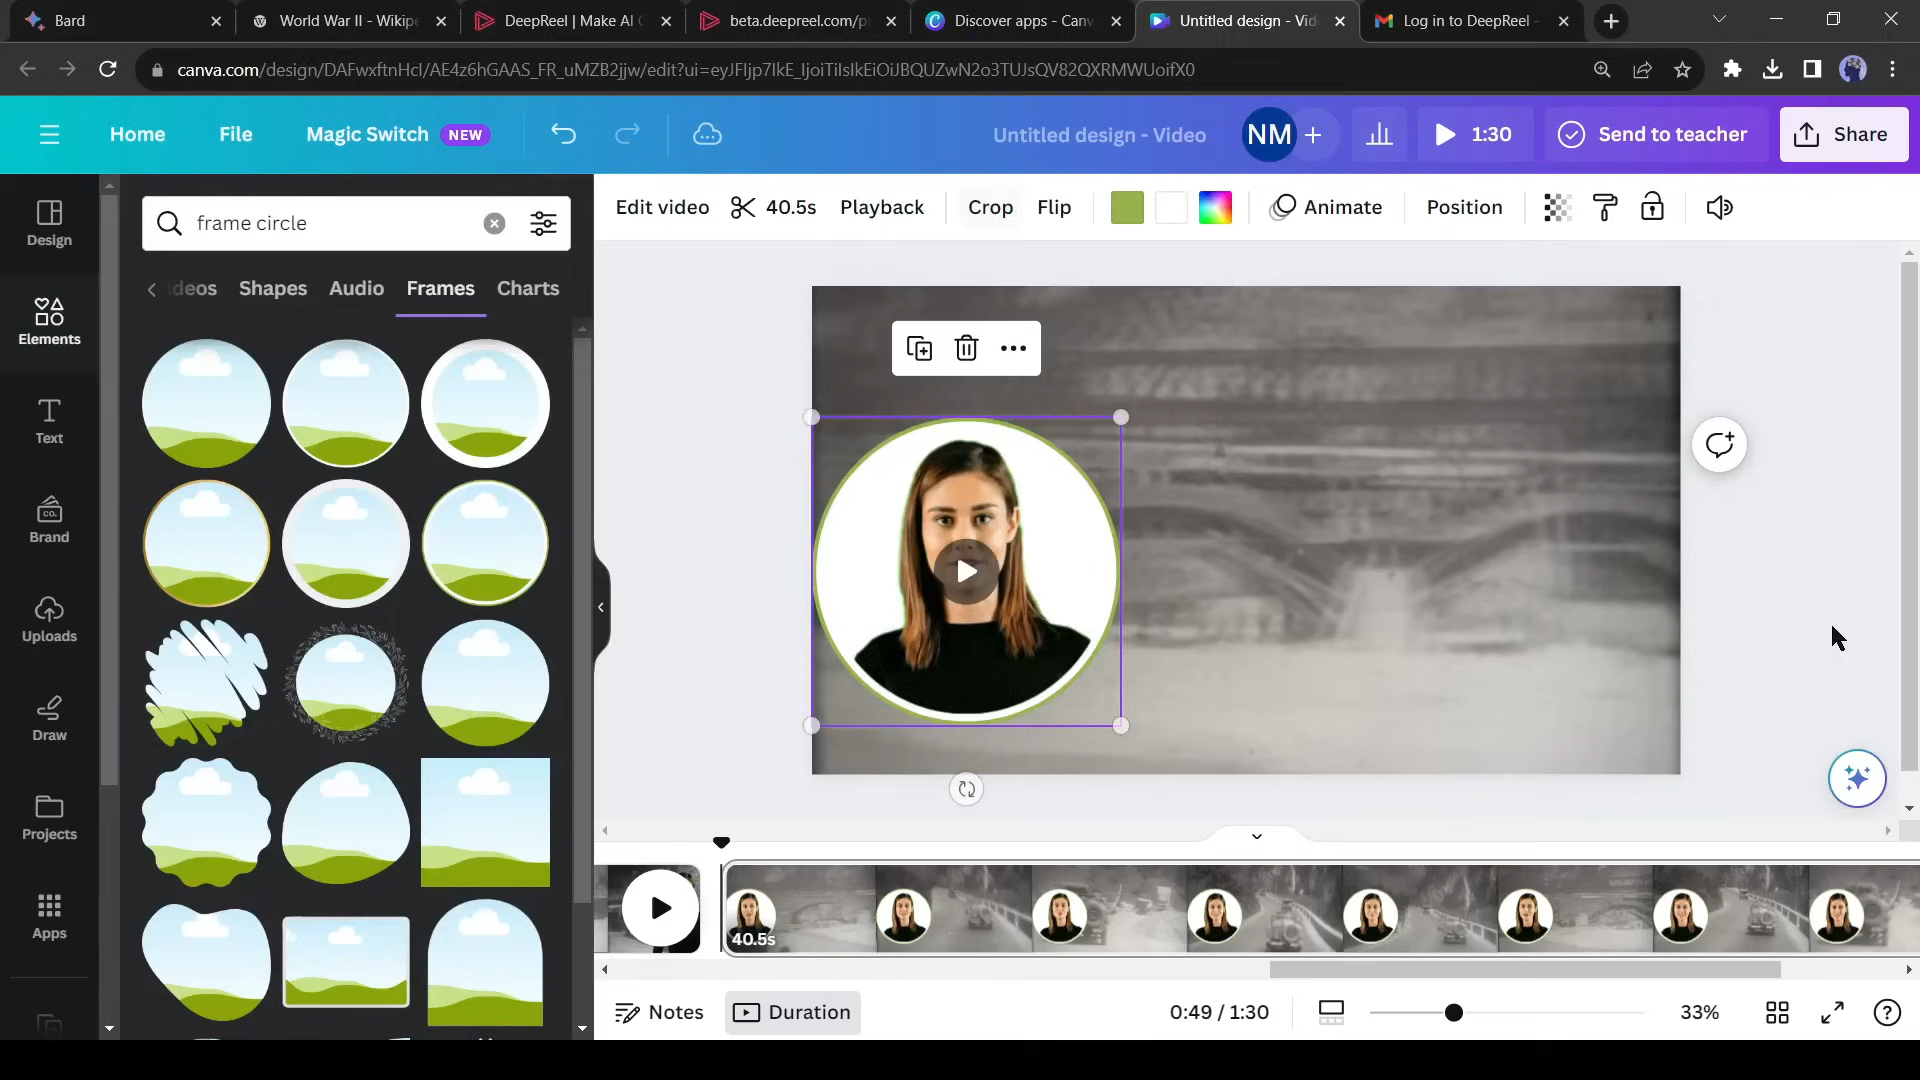 Bard
World War II - Wikipe
DeepReel | Make AI
beta.deepreel.com/p
Discover apps - Canv
Untitled design - Vid
Log in to DeepReel -
canva.com/design/DAFwxftnHcI/AE4z6hGAAS_FR_uMZB2jjw/edit?ui=eyJFIjp7IkE_IjoiTiIsIkEiOiJBQUZwN2o3TUJsQV82QXRMWUoifX0
Home
File
Magic Switch NEW
Untitled design - Video
NM
1:30
Send to teacher
Share
Design
Elements
Text
Brand
Uploads
Draw
Projects
Apps
frame circle
deos
Shapes
Audio
Frames
Charts
Edit video
40.5s
Playback
Crop
Flip
Animate
Position
40.5s
Notes
Duration
0:49 / 1:30
33%